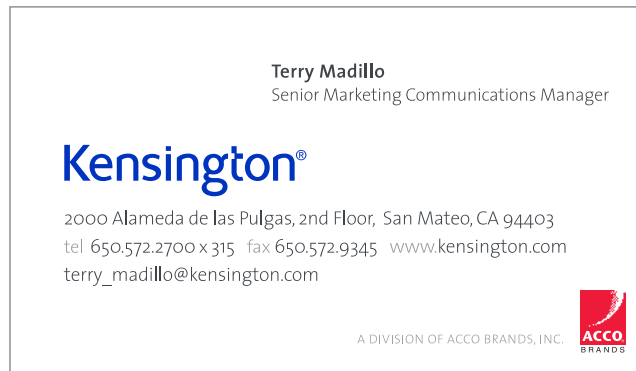 Terry Madillo
Senior Marketing Communications Manager
Kensington®
2000 Alameda de las Pulgas, 2nd Floor, San Mateo, CA 94403
tel 650.572.2700 x 315 fax 650.572.9345 www.kensington.com
terry_madillo@kensington.com
A DIVISION OF ACCO BRANDS, INC.
ACCO
BRANDS